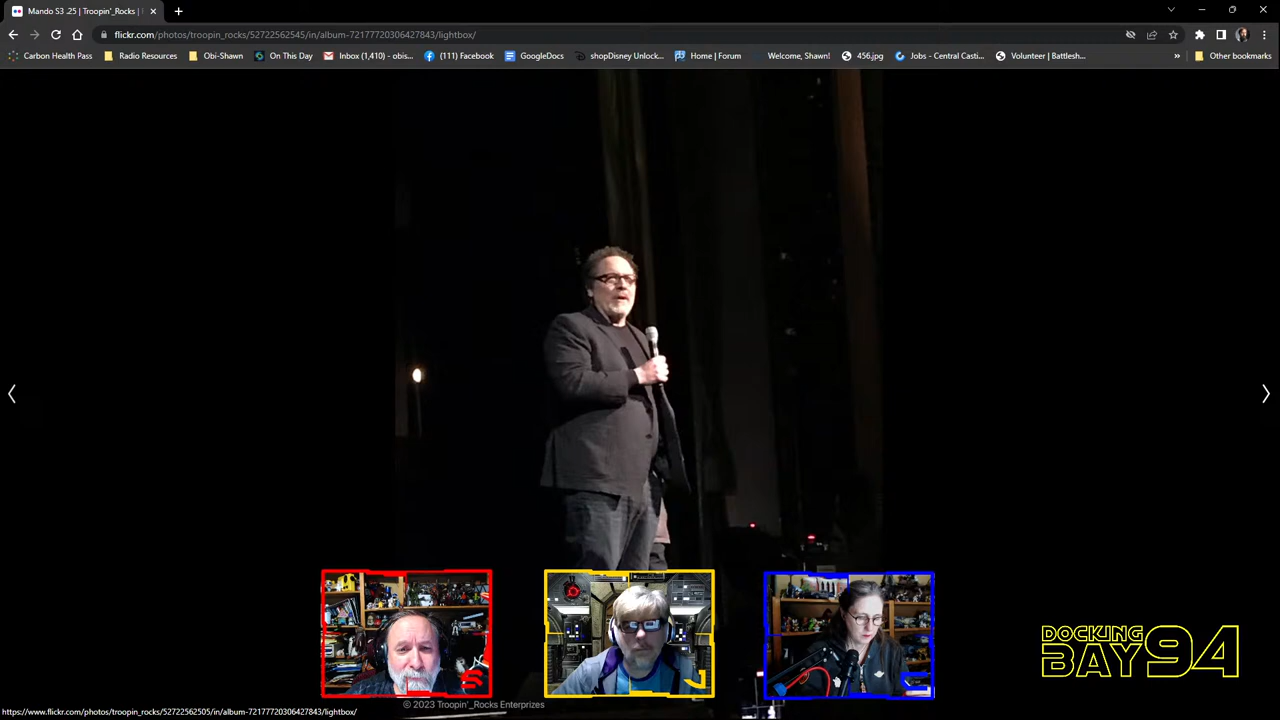 Mando S3 .25 | Troopin'_Rocks |
flickr.com/photos/troopin_rocks/52722562545/in/album-72177720306427843/lightbox/
Carbon Health Pass
Radio Resources
Obi-Shawn
On This Day
Inbox (1,410) - obis...
(111) Facebook
GoogleDocs
shopDisney Unlock...
Home | Forum
Welcome, Shawn!
456.jpg
Jobs - Central Casti...
Volunteer | Battlesh...
»
Other bookmarks
S
J
DOCKING
BAY 94
© 2023 Troopin'_Rocks Enterprizes
https://www.flickr.com/photos/troopin_rocks/52722562545/in/album-72177720306427843/